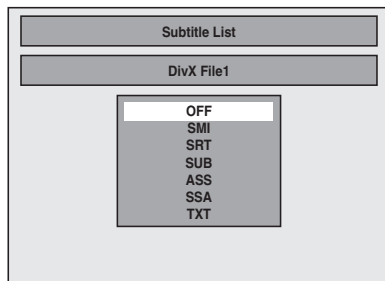 Subtitle List
DivX File1
OFF
SMI
SRT
SUB
ASS
SSA
TXT